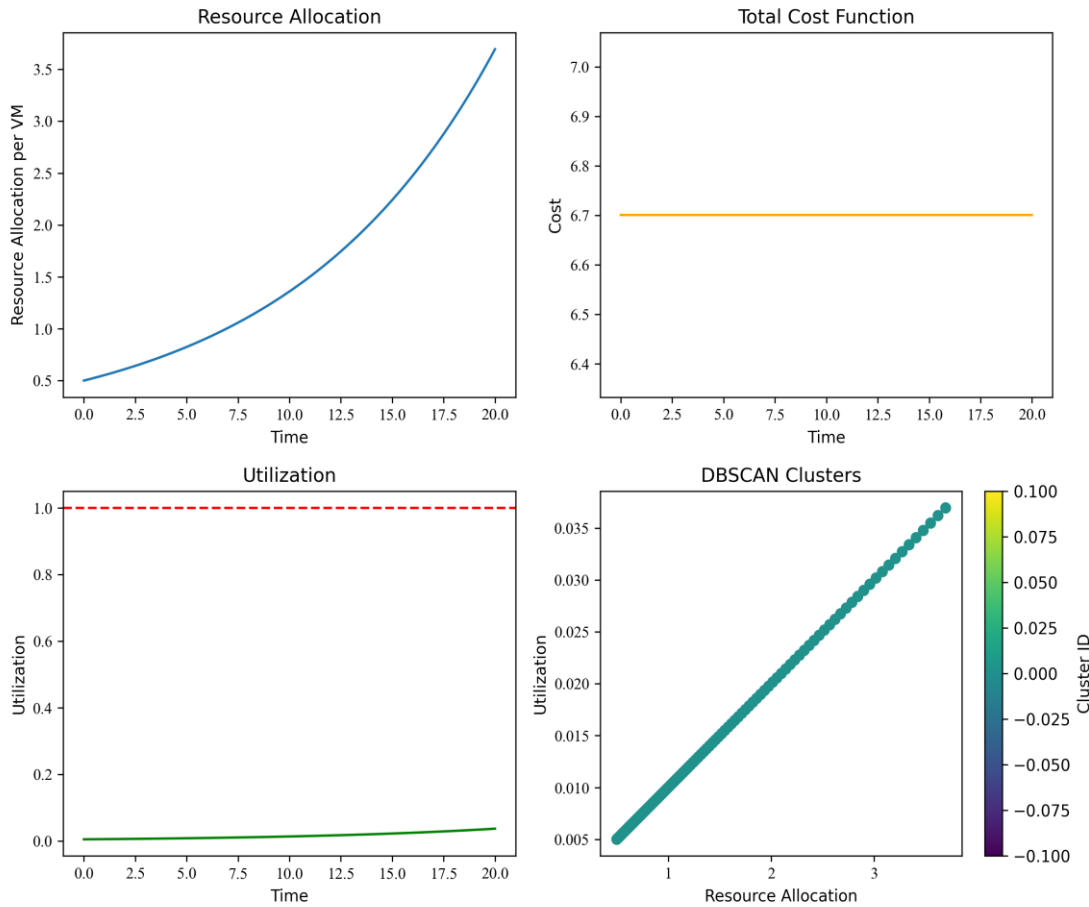 Resource Allocation
Resource Allocation per VM
3.5
3.0
2.5
2.0
1.5
1.0
0.5
0.0 2.5 5.0 7.5 10.0 12.5 15.0 17.5 20.0
Time
Total Cost Function
Cost
7.0
6.9
6.8
6.7
6.6
6.5
6.4
0.0 2.5 5.0 7.5 10.0 12.5 15.0 17.5 20.0
Time
Utilization
Utilization
1.0
0.8
0.6
0.4
0.2
0.0
0.0 2.5 5.0 7.5 10.0 12.5 15.0 17.5 20.0
Time
DBSCAN Clusters
Utilization
0.035
0.030
0.025
0.020
0.015
0.010
0.005
1 2 3
Resource Allocation
0.100
0.075
0.050
0.025
0.000
−0.025
−0.050
−0.075
−0.100
Cluster ID